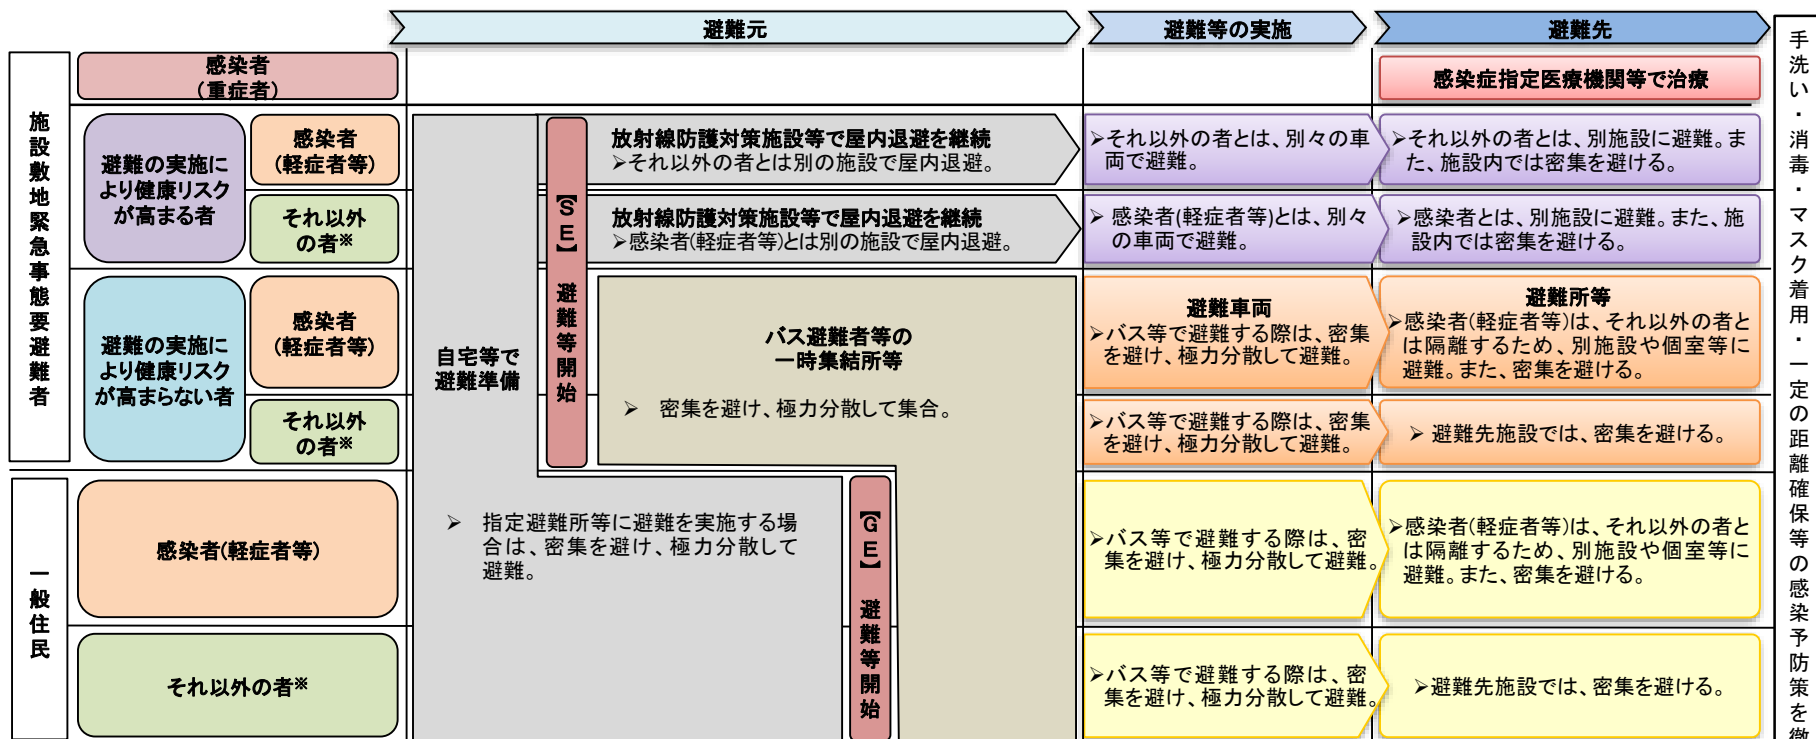 避難元
避難等の実施
避難先
施設敷地緊急事態要避難者
感染者
(重症者)
感染症指定医療機関等で治療
避難の実施に
より健康リスク
が高まる者
感染者
(軽症者等)
放射線防護対策施設等で屋内退避を継続
➢それ以外の者とは別の施設で屋内退避。
➢それ以外の者とは、別々の車
両で避難。
➢それ以外の者とは、別施設に避難。ま
た、施設内では密集を避ける。
それ以外
の者※
放射線防護対策施設等で屋内退避を継続
➢感染者(軽症者等)とは別の施設で屋内退避。
➢ 感染者(軽症者等)とは、別々
の車両で避難。
➢感染者とは、別施設に避難。また、施
設内では密集を避ける。
【SE】 避難等開始
避難の実施に
より健康リスク
が高まらない者
感染者
(軽症者等)
それ以外
の者※
自宅等で
避難準備
バス避難者等の
一時集結所等
➢ 密集を避け、極力分散して集合。
避難車両
➢バス等で避難する際は、密集
を避け、極力分散して避難。
避難所等
➢感染者(軽症者等)は、それ以外の者と
は隔離するため、別施設や個室等に
避難。また、密集を避ける。
➢バス等で避難する際は、密集
を避け、極力分散して避難。
➢ 避難先施設では、密集を避ける。
一般住民
感染者(軽症者等)
➢ 指定避難所等に避難を実施する場
合は、密集を避け、極力分散して
避難。
【GE】 避難等開始
➢バス等で避難する際は、密
集を避け、極力分散して避難。
➢感染者(軽症者等)は、それ以外の者と
は隔離するため、別施設や個室等に
避難。また、密集を避ける。
それ以外の者※
➢バス等で避難する際は、密
集を避け、極力分散して避難。
➢避難先施設では、密集を避ける。
手洗い・消毒・マスク着用・一定の距離確保等の感染予防策を徹